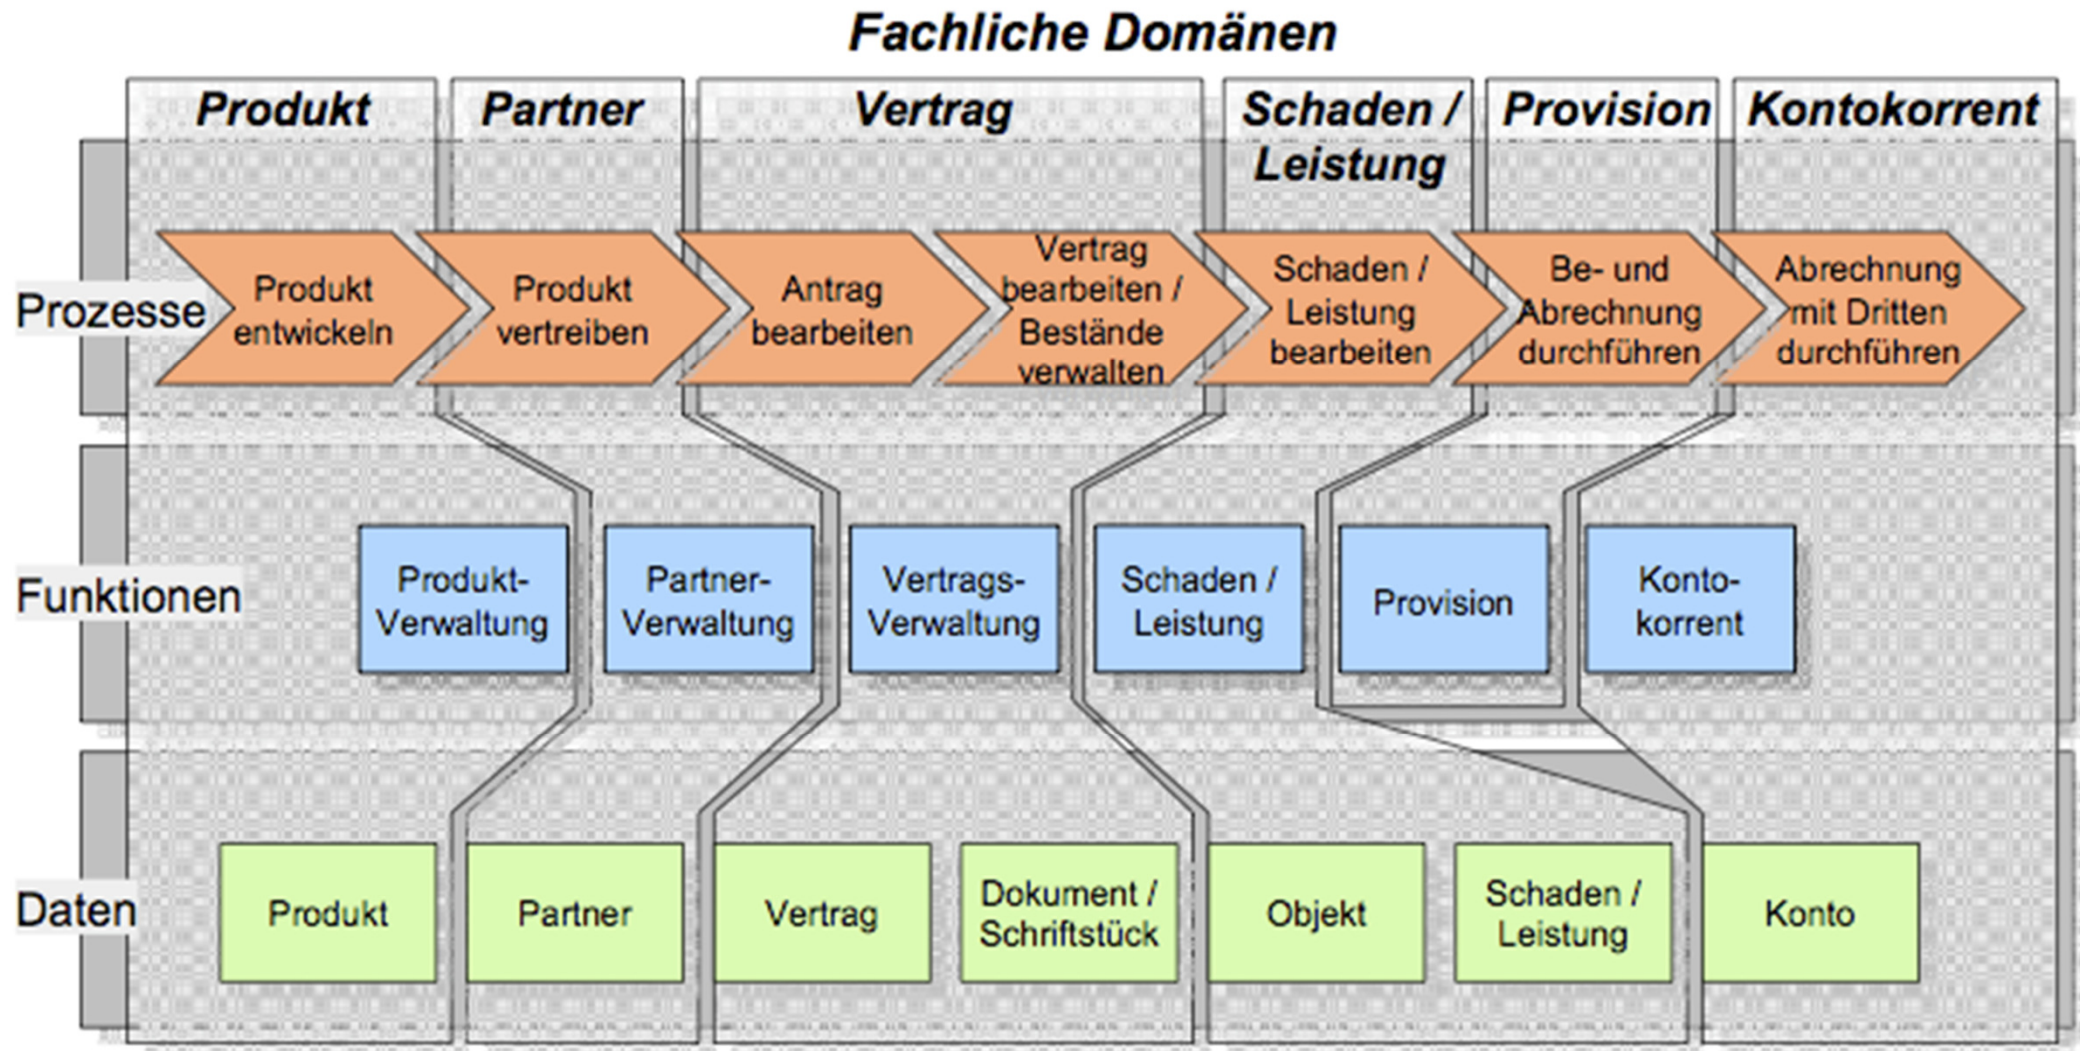 Fachliche Domänen
Produkt
Partner
Vertrag
Schaden /
Leistung
Provision
Kontokorrent
Prozesse
Produkt
entwickeln
Produkt
vertreiben
Antrag
bearbeiten
Vertrag
bearbeiten /
Bestände
verwalten
Schaden /
Leistung
bearbeiten
Be- und
Abrechnung
durchführen
Abrechnung
mit Dritten
durchführen
Funktionen
Produkt-
Verwaltung
Partner-
Verwaltung
Vertrags-
Verwaltung
Schaden /
Leistung
Provision
Konto-
korrent
Daten
Produkt
Partner
Vertrag
Dokument /
Schriftstück
Objekt
Schaden /
Leistung
Konto